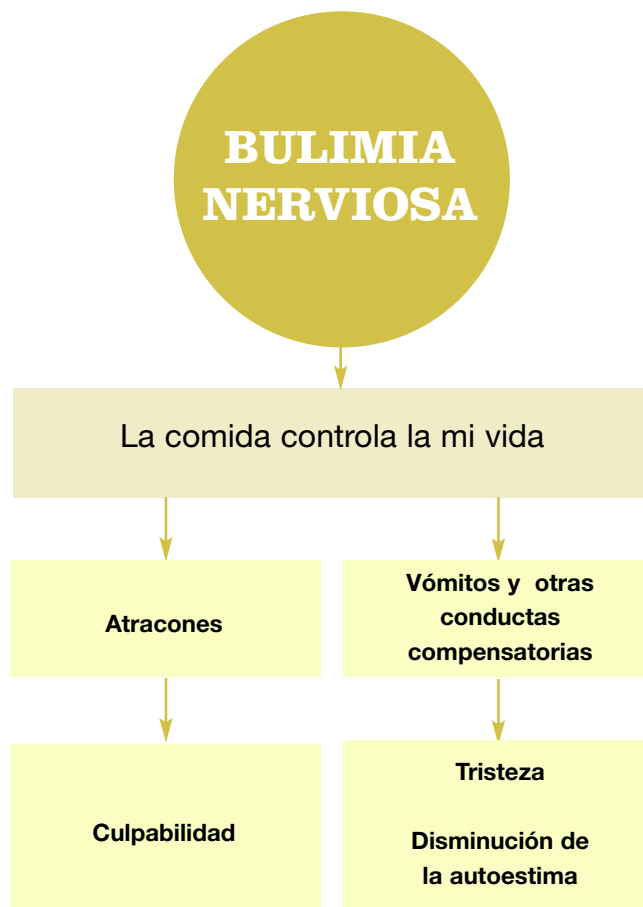 BULIMIA
NERVIOSA
La comida controla la mi vida
Atracones
Vómitos y otras
conductas
compensatorias
Culpabilidad
Tristeza
Disminución de
la autoestima